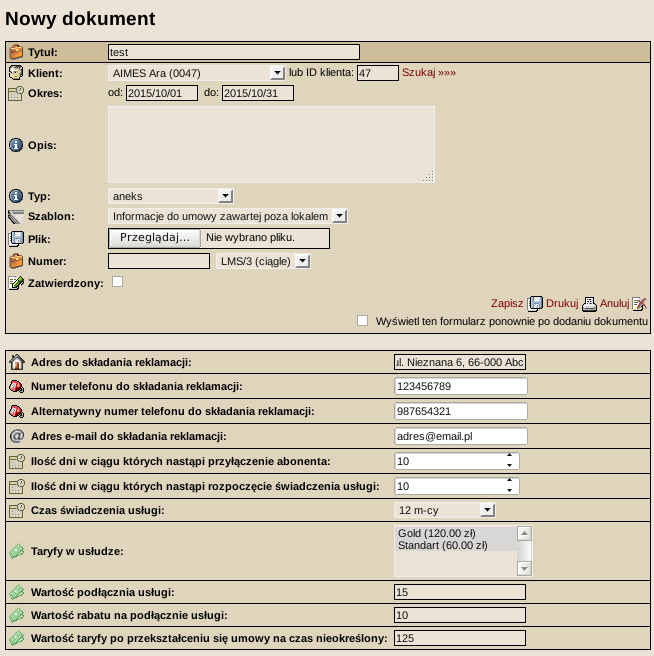 Nowy dokument
Tytuł: test
Klient: AIMES Ara (0047) lub ID klienta: 47 Szukaj »»»
Okres: od: 2015/10/01 do: 2015/10/31
Opis:
Typ: aneks
Szablon: Informacje do umowy zawartej poza lokalem
Plik: Przeglądaj... Nie wybrano pliku.
Numer: LMS/3 (ciągle)
Zatwierdzony:
Zapisz Drukuj Anuluj
Wyświetl ten formularz ponownie po dodaniu dokumentu
Adres do składania reklamacji: ul. Nieznana 6, 66-000 Abc
Numer telefonu do składania reklamacji: 123456789
Alternatywny numer telefonu do składania reklamacji: 987654321
Adres e-mail do składania reklamacji: adres@email.pl
Ilość dni w ciągu których nastąpi przyłączenie abonenta: 10
Ilość dni w ciągu których nastąpi rozpoczęcie świadczenia usługi: 10
Czas świadczenia usługi: 12 m-cy
Taryfy w usłudze: Gold (120.00 zł)
Standart (60.00 zł)
Wartość podłącznia usługi: 15
Wartość rabatu na podłącznie usługi: 10
Wartość taryfy po przekształceniu się umowy na czas nieokreślony: 125